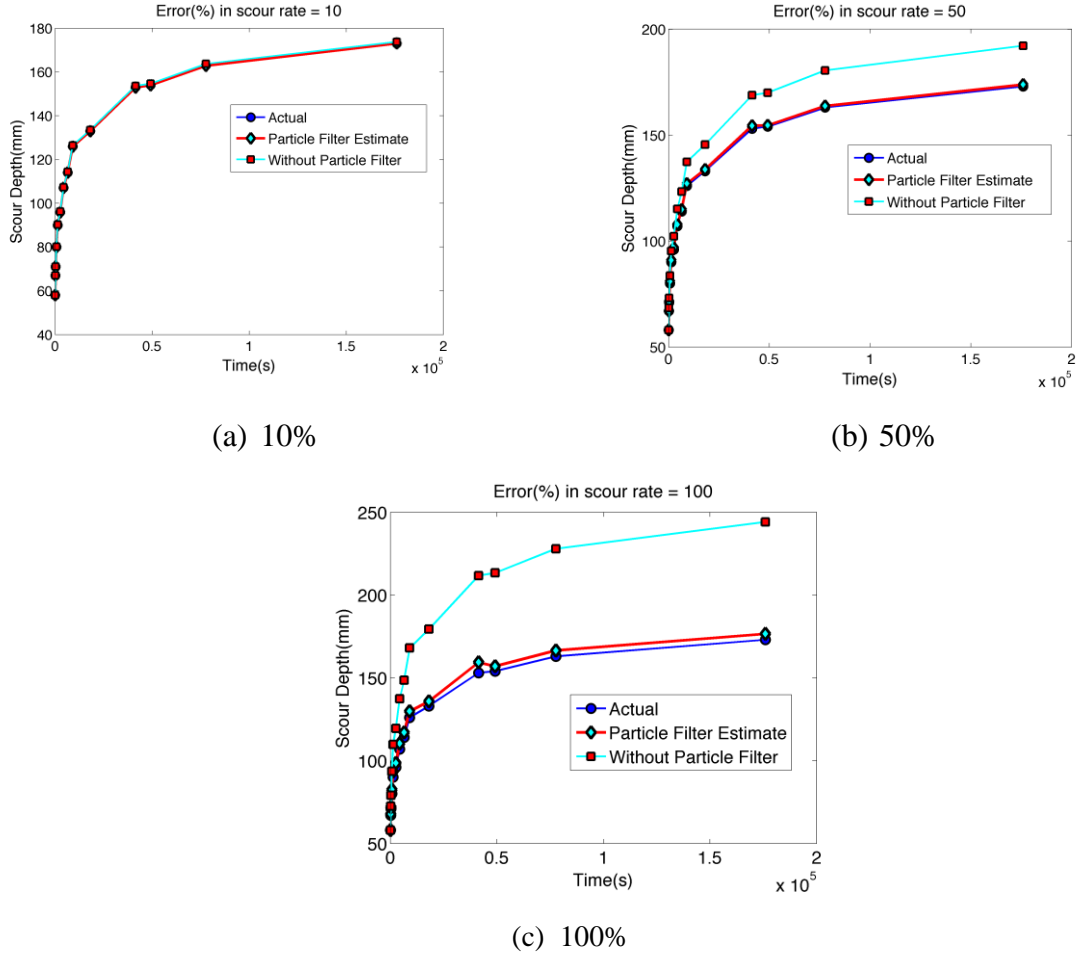 Error(%) in scour rate = 10
180
160
140
120
100
80
60
40
Scour Depth(mm)
Actual
Particle Filter Estimate
Without Particle Filter
0
0.5
1
1.5
2
x 10^5
Time(s)
(a) 10%
Error(%) in scour rate = 50
200
150
100
50
Scour Depth(mm)
Actual
Particle Filter Estimate
Without Particle Filter
0
0.5
1
1.5
2
x 10^5
Time(s)
(b) 50%
Error(%) in scour rate = 100
250
200
150
100
50
Scour Depth(mm)
Actual
Particle Filter Estimate
Without Particle Filter
0
0.5
1
1.5
2
x 10^5
Time(s)
(c) 100%